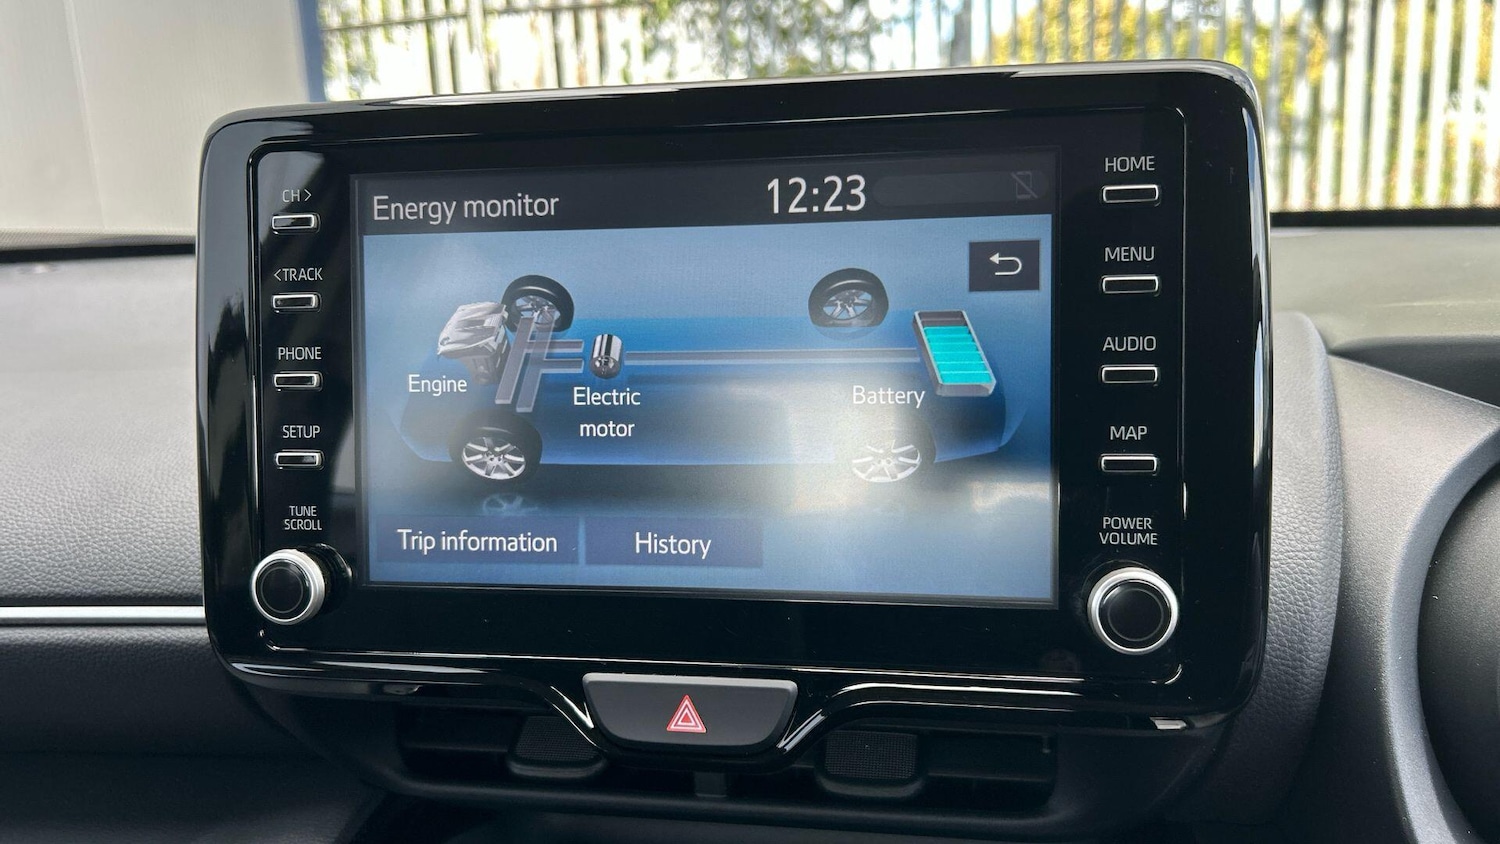 Energy monitor
12:23
Engine
Electric
motor
Battery
Trip information
History
CH>
<TRACK
PHONE
SETUP
TUNE
SCROLL
HOME
MENU
AUDIO
MAP
POWER
VOLUME